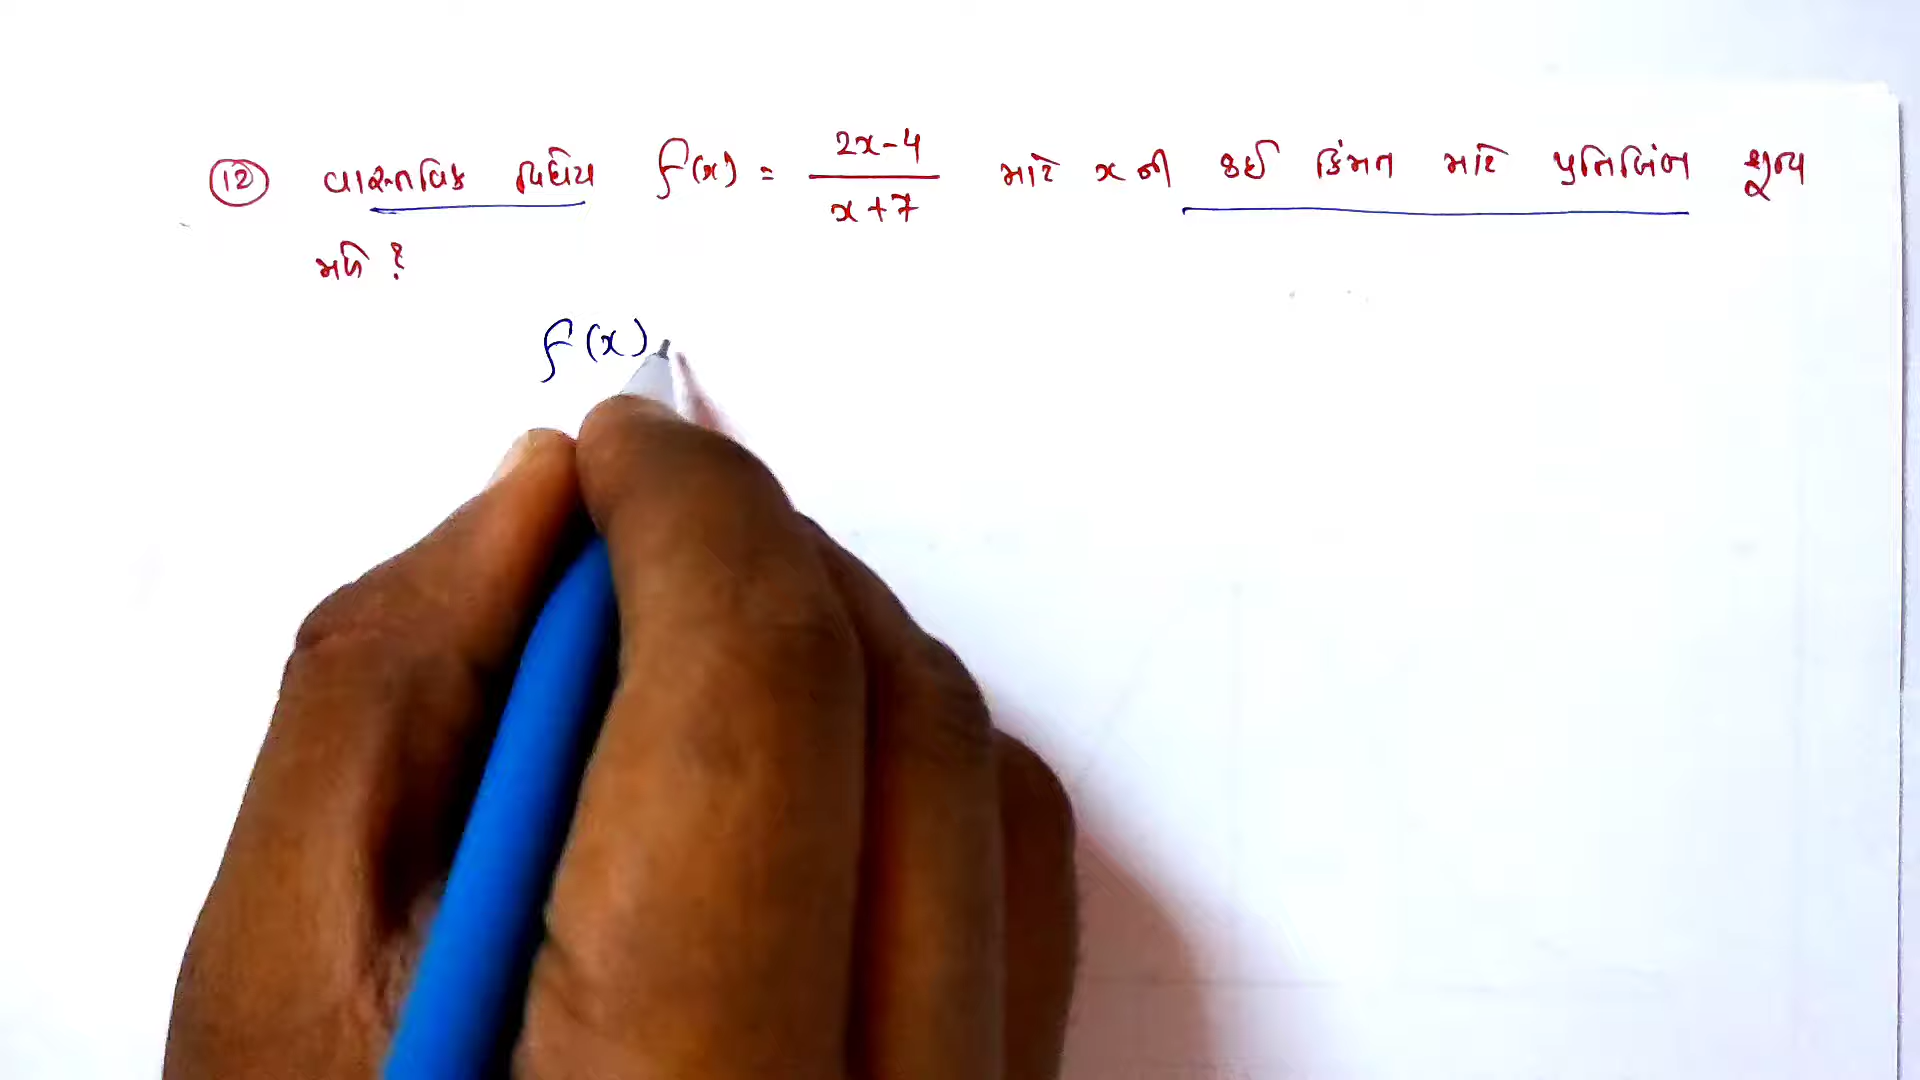 (12) વાસ્તવિક વિધેય f(x) = (2x-4)/(x+7) માટે x ની કઈ કિંમત માટે પ્રતિબિંબ શૂન્ય
મળે ?
f(x)